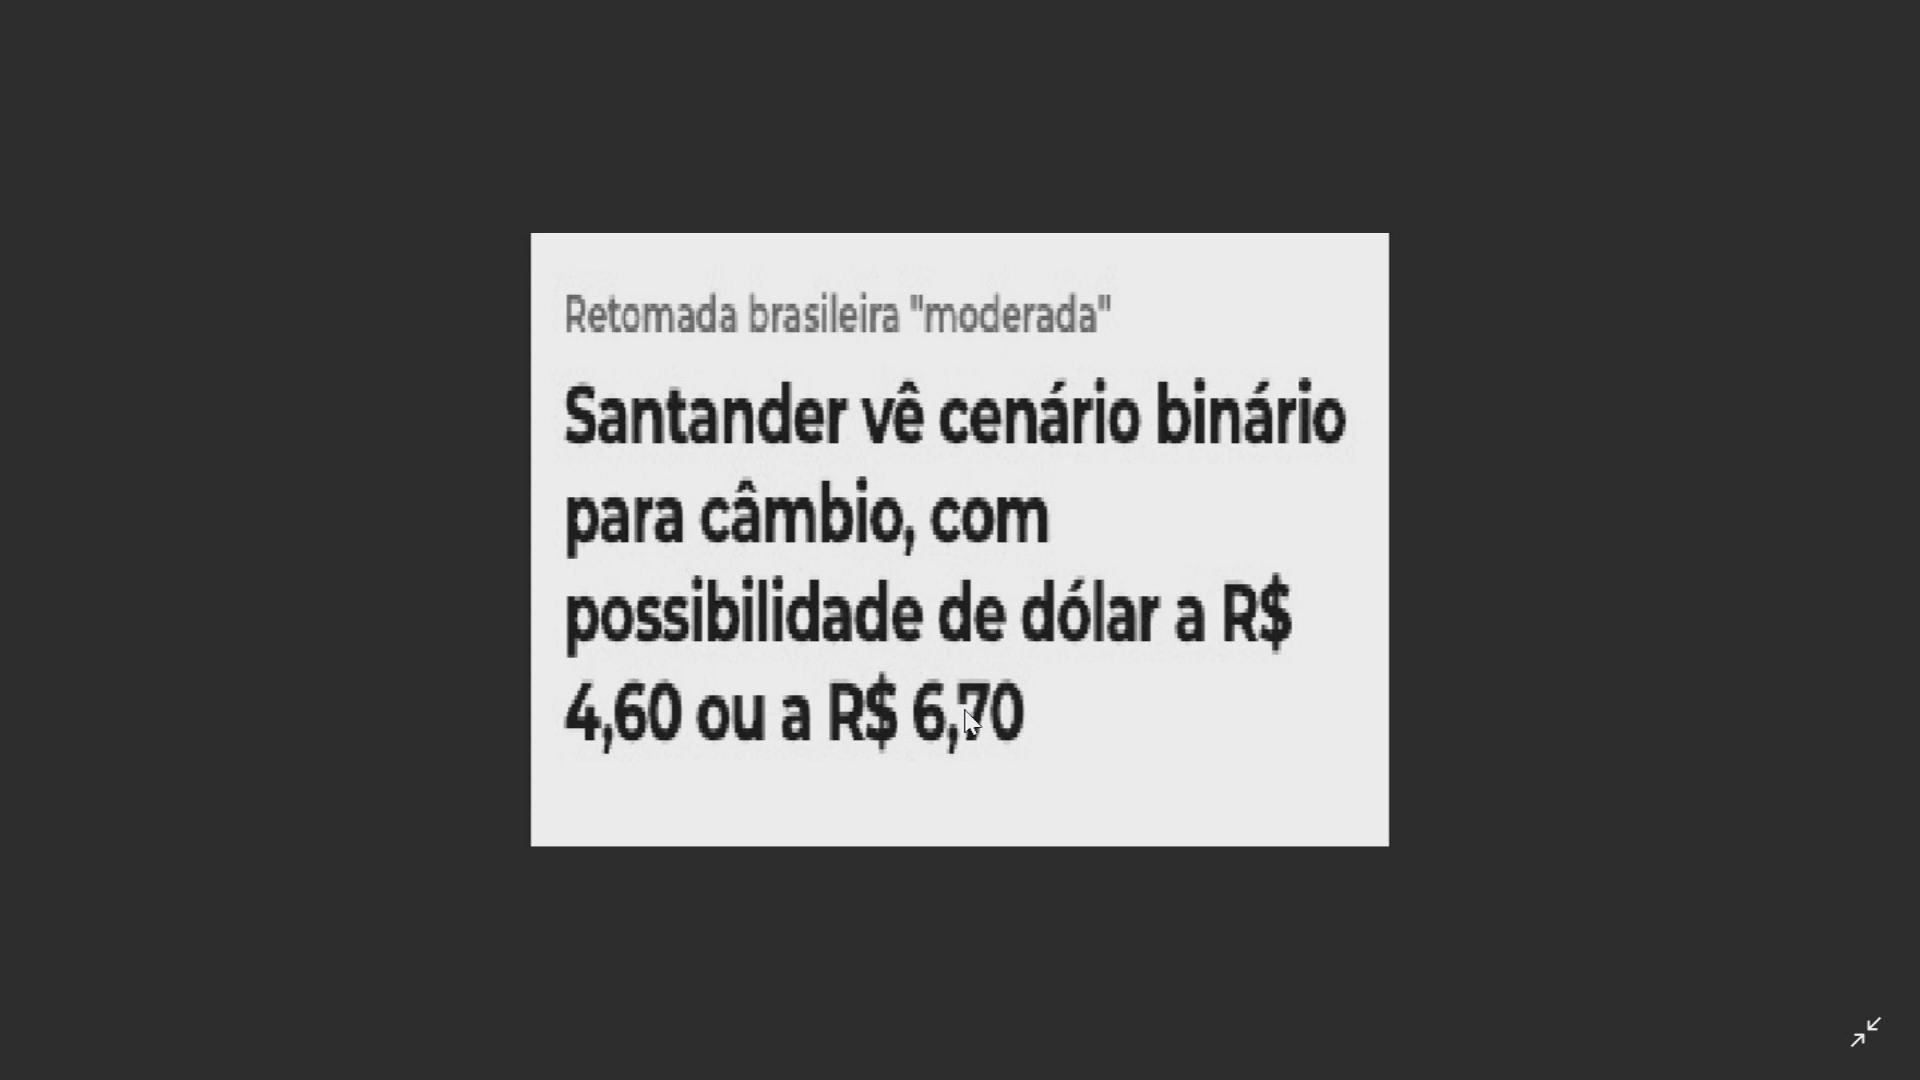 Retomada brasileira "moderada"
Santander vê cenário binário
para câmbio, com
possibilidade de dólar a R$
4,60 ou a R$ 6,70